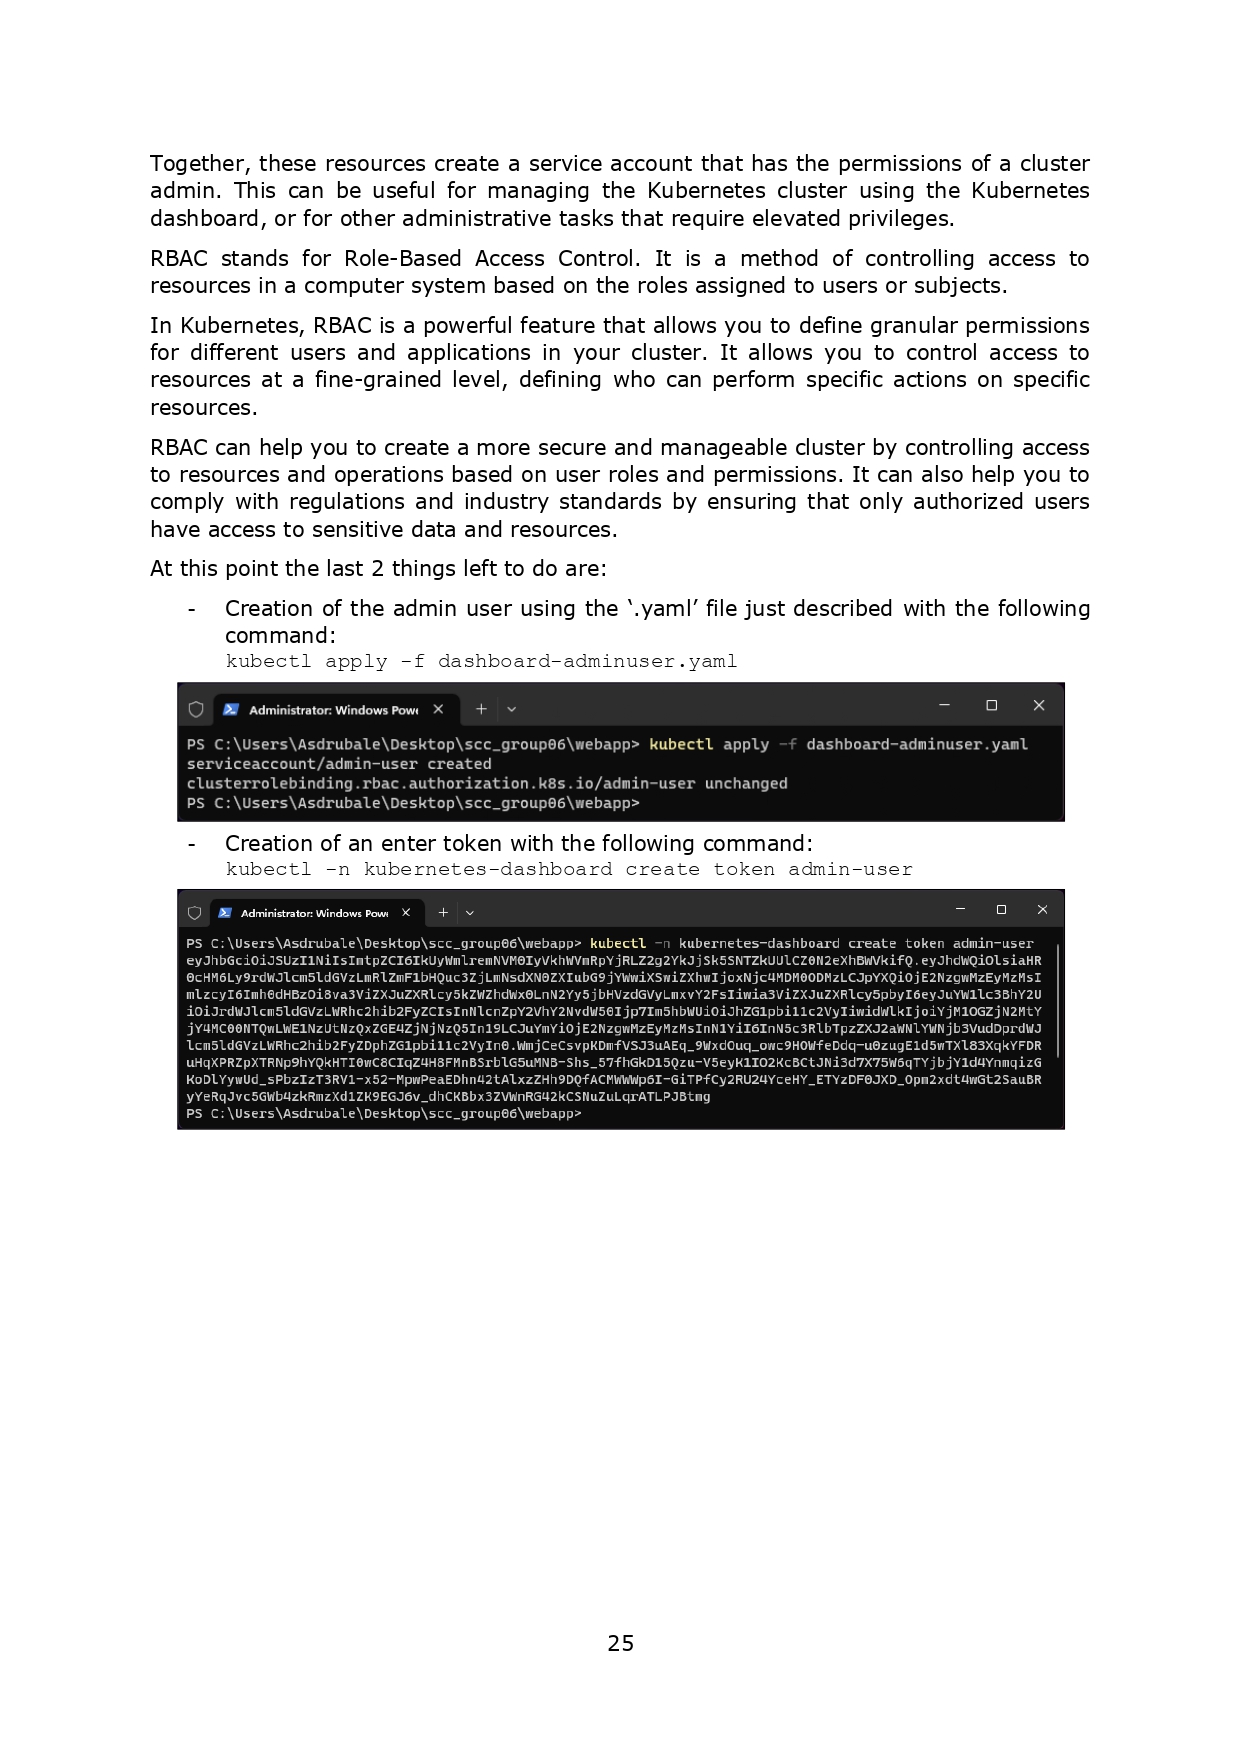 Together, these resources create a service account that has the permissions of a cluster
admin. This can be useful for managing the Kubernetes cluster using the Kubernetes
dashboard, or for other administrative tasks that require elevated privileges.
RBAC stands for Role-Based Access Control. It is a method of controlling access to
resources in a computer system based on the roles assigned to users or subjects.
In Kubernetes, RBAC is a powerful feature that allows you to define granular permissions
for different users and applications in your cluster. It allows you to control access to
resources at a fine-grained level, defining who can perform specific actions on specific
resources.
RBAC can help you to create a more secure and manageable cluster by controlling access
to resources and operations based on user roles and permissions. It can also help you to
comply with regulations and industry standards by ensuring that only authorized users
have access to sensitive data and resources.
At this point the last 2 things left to do are:
- Creation of the admin user using the ‘.yaml’ file just described with the following
command:
kubectl apply -f dashboard-adminuser.yaml
Administrator: Windows Pow
PS C:\Users\Asdrubale\Desktop\scc_group06\webapp> kubectl apply -f dashboard-adminuser.yaml
serviceaccount/admin-user created
clusterrolebinding.rbac.authorization.k8s.io/admin-user unchanged
PS C:\Users\Asdrubale\Desktop\scc_group06\webapp>
- Creation of an enter token with the following command:
kubectl -n kubernetes-dashboard create token admin-user
Administrator: Windows Pow
PS C:\Users\Asdrubale\Desktop\scc_group06\webapp> kubectl -n kubernetes-dashboard create token admin-user
PS C:\Users\Asdrubale\Desktop\scc_group06\webapp>
25